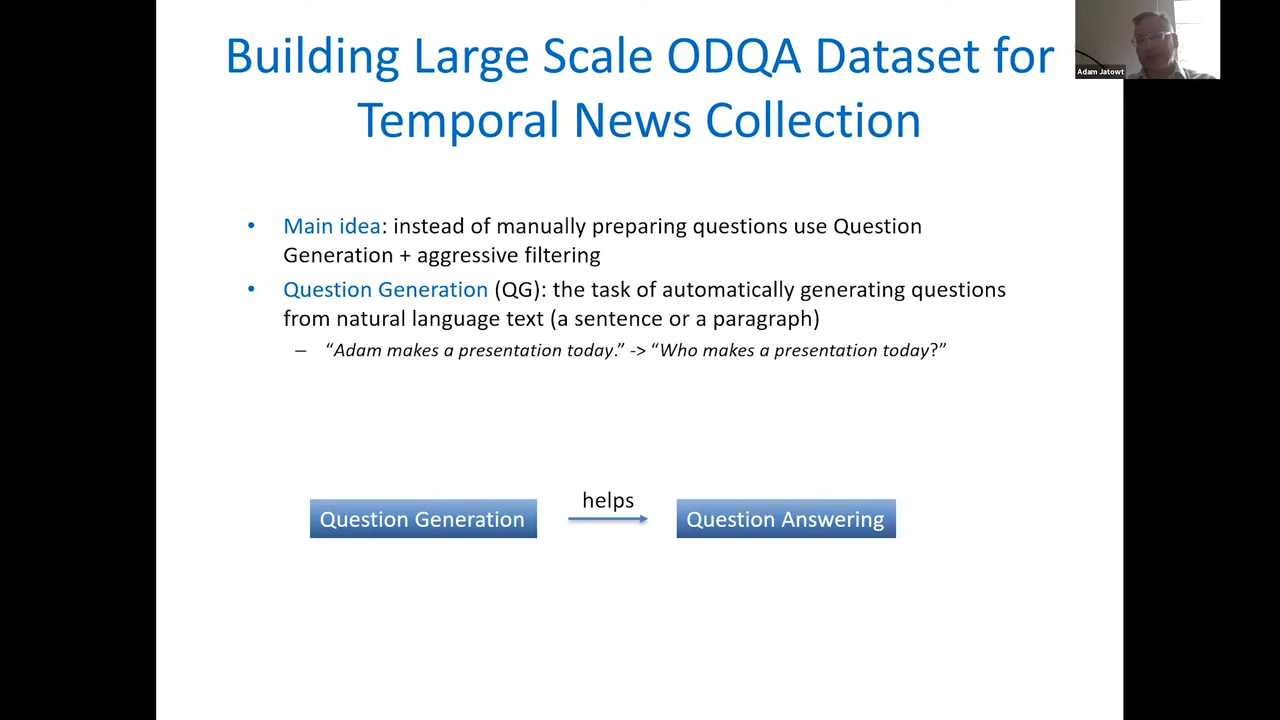 Building Large Scale ODQA Dataset for
Temporal News Collection
Adam Jatowt
• Main idea: instead of manually preparing questions use Question
Generation + aggressive filtering
• Question Generation (QG): the task of automatically generating questions
from natural language text (a sentence or a paragraph)
– “Adam makes a presentation today.” -> “Who makes a presentation today?”
helps
Question Generation
Question Answering